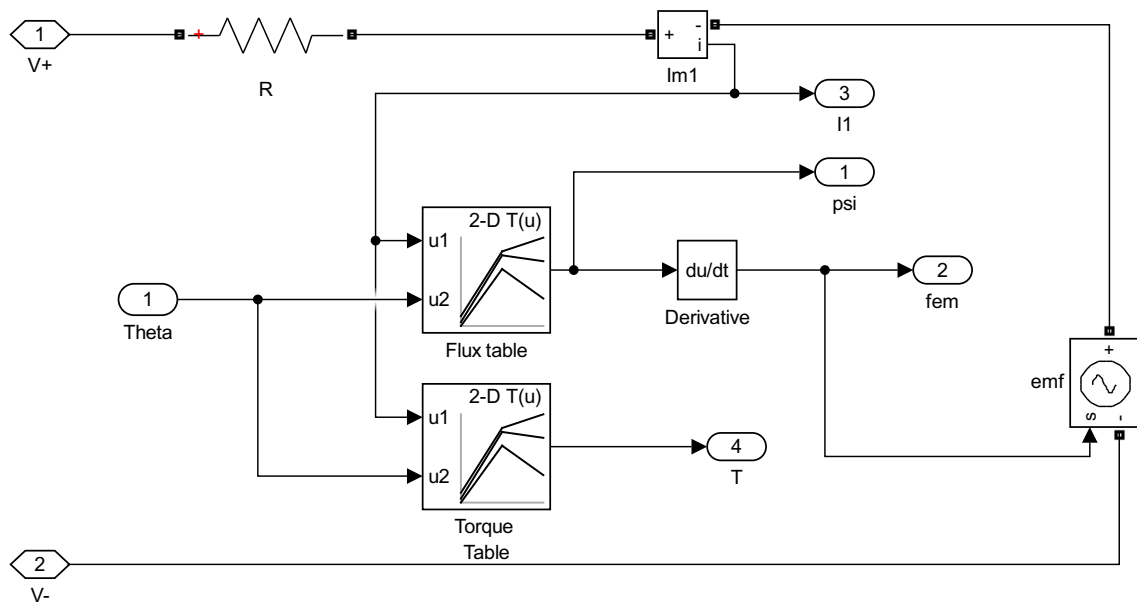 1
V+
+
R
+
-
i
Im1
3
I1
1
psi
2-D T(u)
u1
u2
Flux table
du/dt
Derivative
2
fem
1
Theta
emf
+
s
-
2-D T(u)
u1
u2
Torque
Table
4
T
2
V-